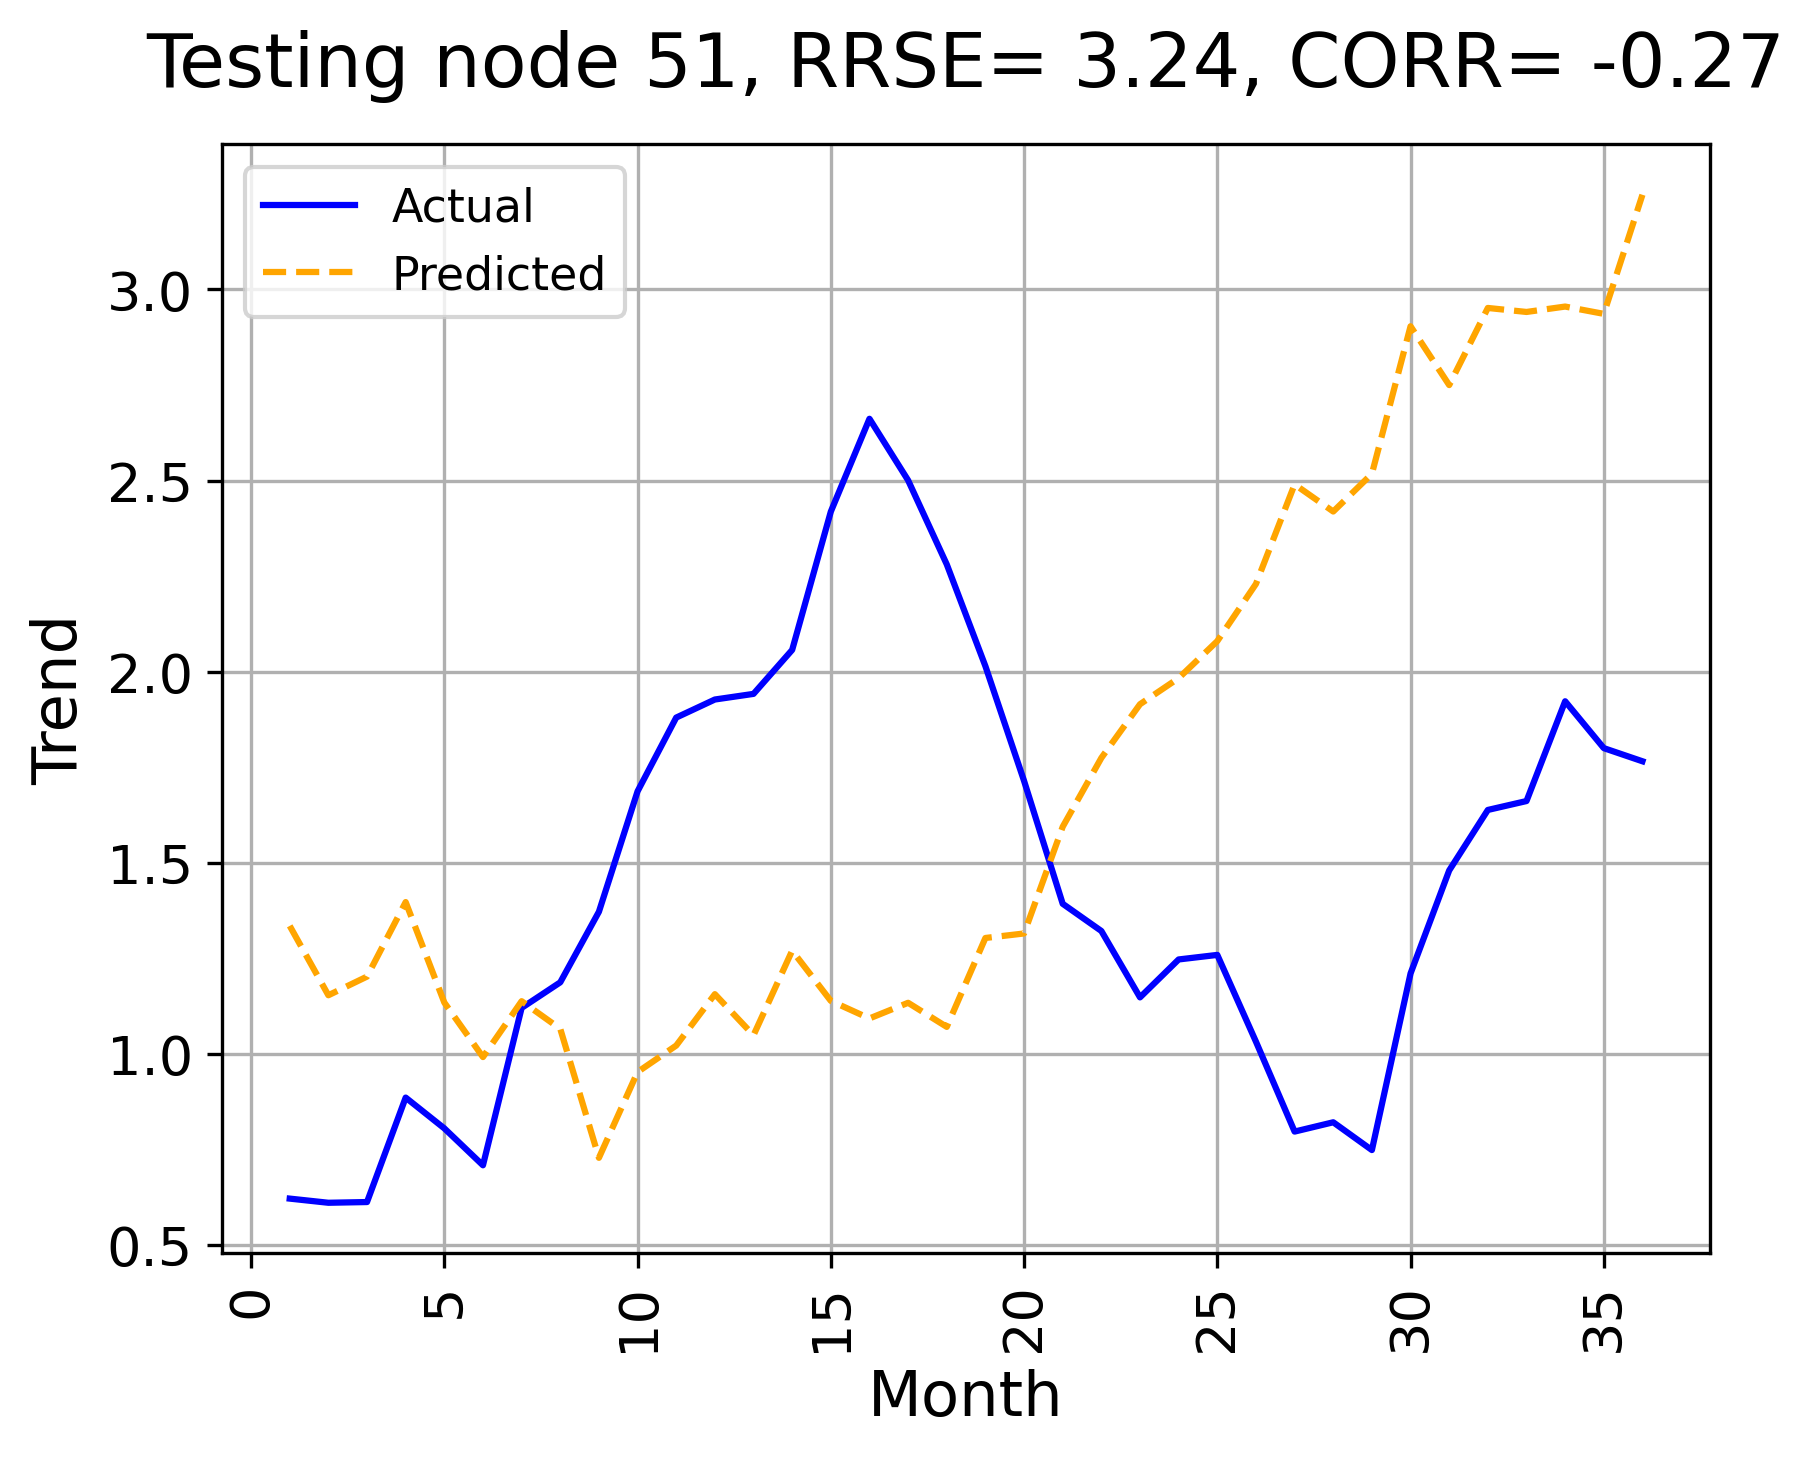 Testing node 51, RRSE= 3.24, CORR= -0.27
Actual
Predicted
Trend
3.0
2.5
2.0
1.5
1.0
0.5
0 5 10 15 20 25 30 35
Month